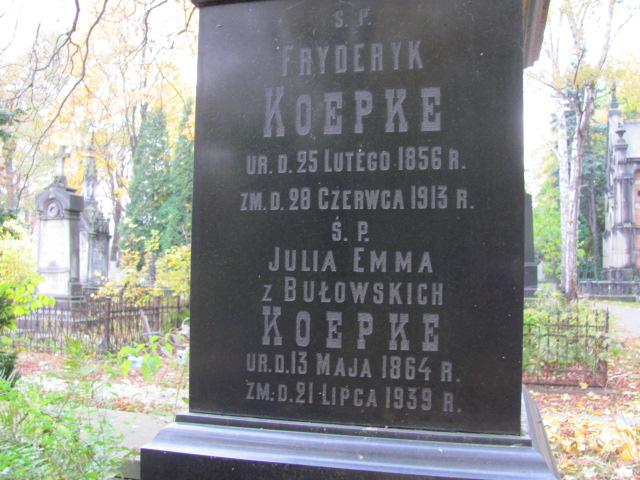 Ś. P.
FRYDERYK
KOEPKE
UR. D. 25 LUTEGO 1856 R.
ZM. D. 28 CZERWCA 1913 R.
Ś. P.
JULIA EMMA
Z BUŁOWSKICH
KOEPKE
UR. D. 13 MAJA 1864 R.
ZM. D. 21 LIPCA 1939 R.